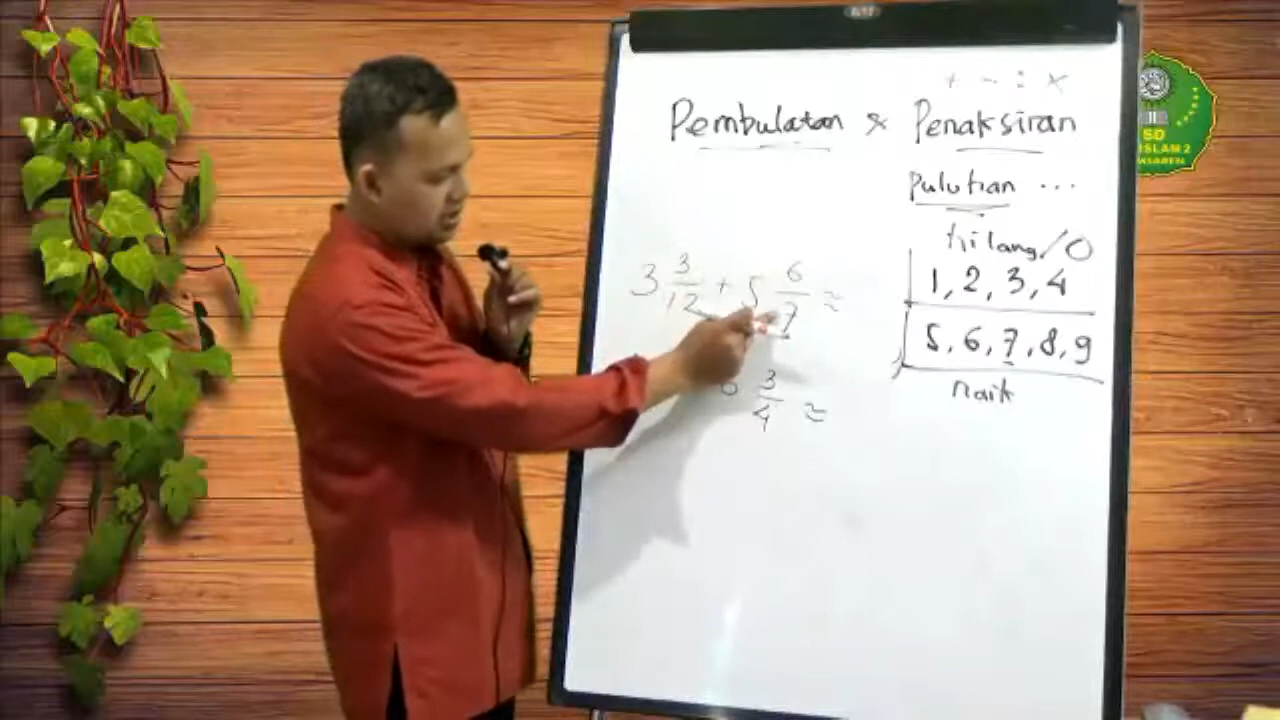 + - : ×
Pembulatan & Penaksiran
Puluhan ...
hilang/0
1, 2, 3, 4
5, 6, 7, 8, 9
naik
3 3/12 + 5 6/7 ≈
3/4 ≈
SD
ISLAM 2